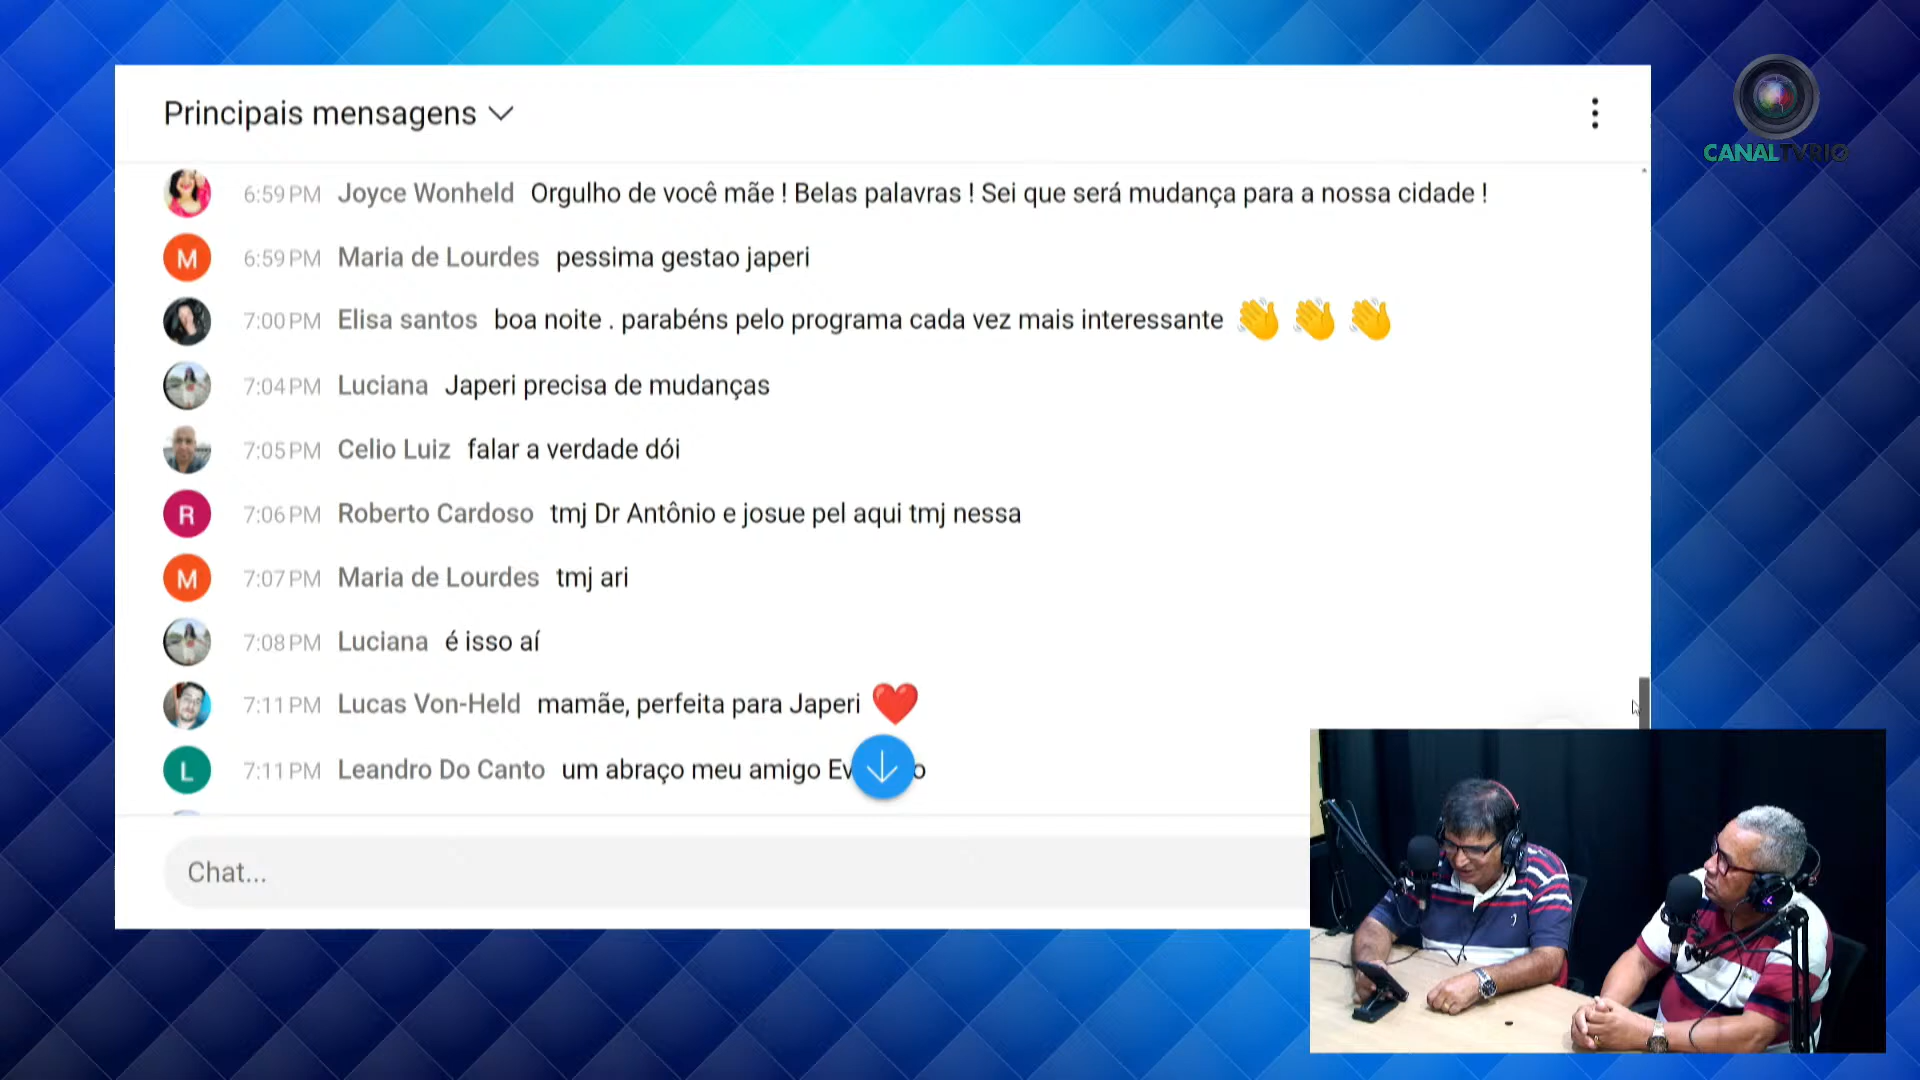 Principais mensagens
CANALTVRIO
6:59 PM Joyce Wonheld Orgulho de você mãe ! Belas palavras ! Sei que será mudança para a nossa cidade !
M 6:59 PM Maria de Lourdes pessima gestao japeri
7:00 PM Elisa santos boa noite . parabéns pelo programa cada vez mais interessante 👏 👏 👏
7:04 PM Luciana Japeri precisa de mudanças
7:05 PM Celio Luiz falar a verdade dói
R 7:06 PM Roberto Cardoso tmj Dr Antônio e josue pel aqui tmj nessa
M 7:07 PM Maria de Lourdes tmj ari
7:08 PM Luciana é isso aí
7:11 PM Lucas Von-Held mamãe, perfeita para Japeri ❤️
L 7:11 PM Leandro Do Canto um abraço meu amigo
Chat...